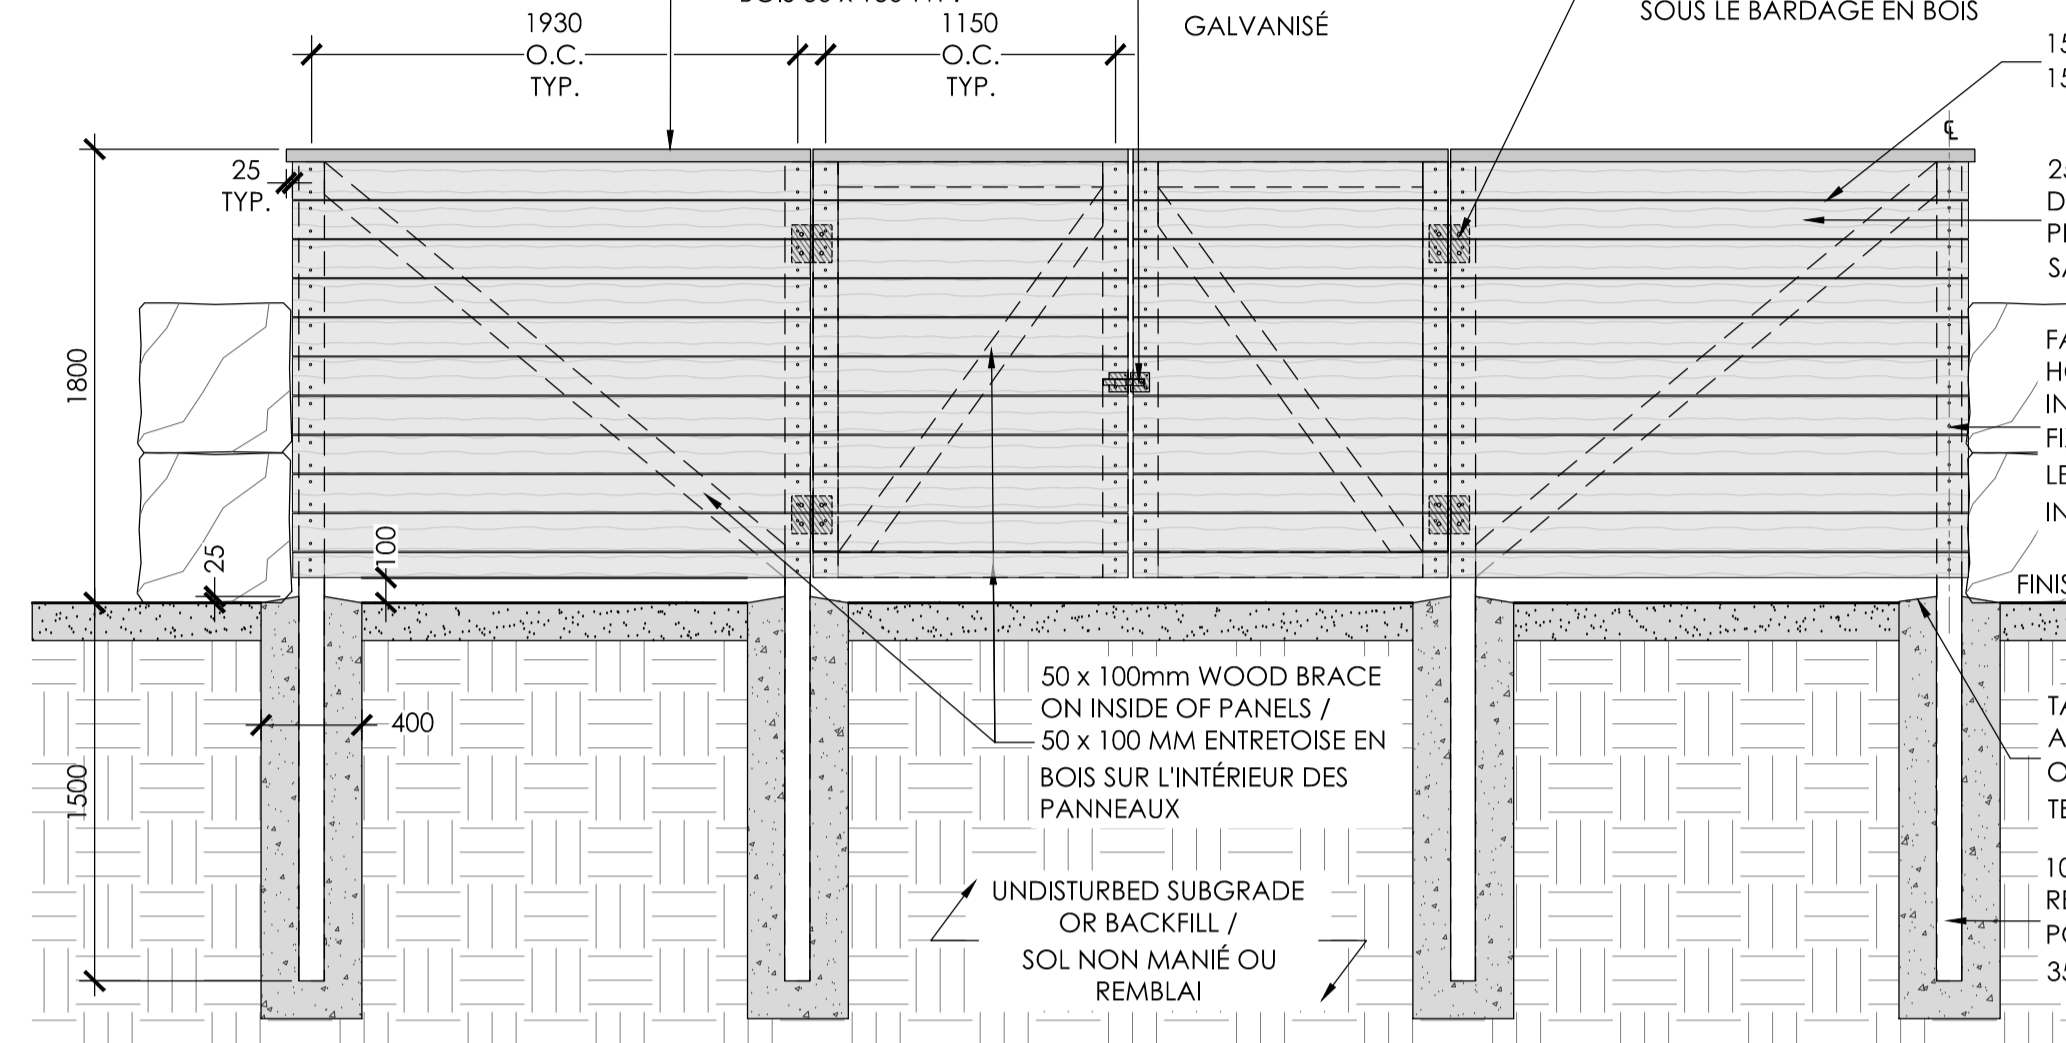 GALVANISÉ
SOUS LE BARDAGE EN BOIS
1930
O.C.
TYP.
1150
O.C.
TYP.
25
TYP.
1800
25
100
FINIS
50 x 100mm WOOD BRACE
ON INSIDE OF PANELS /
50 x 100 MM ENTRETOISE EN
BOIS SUR L'INTÉRIEUR DES
PANNEAUX
400
1500
UNDISTURBED SUBGRADE
OR BACKFILL /
SOL NON MANIÉ OU
REMBLAI